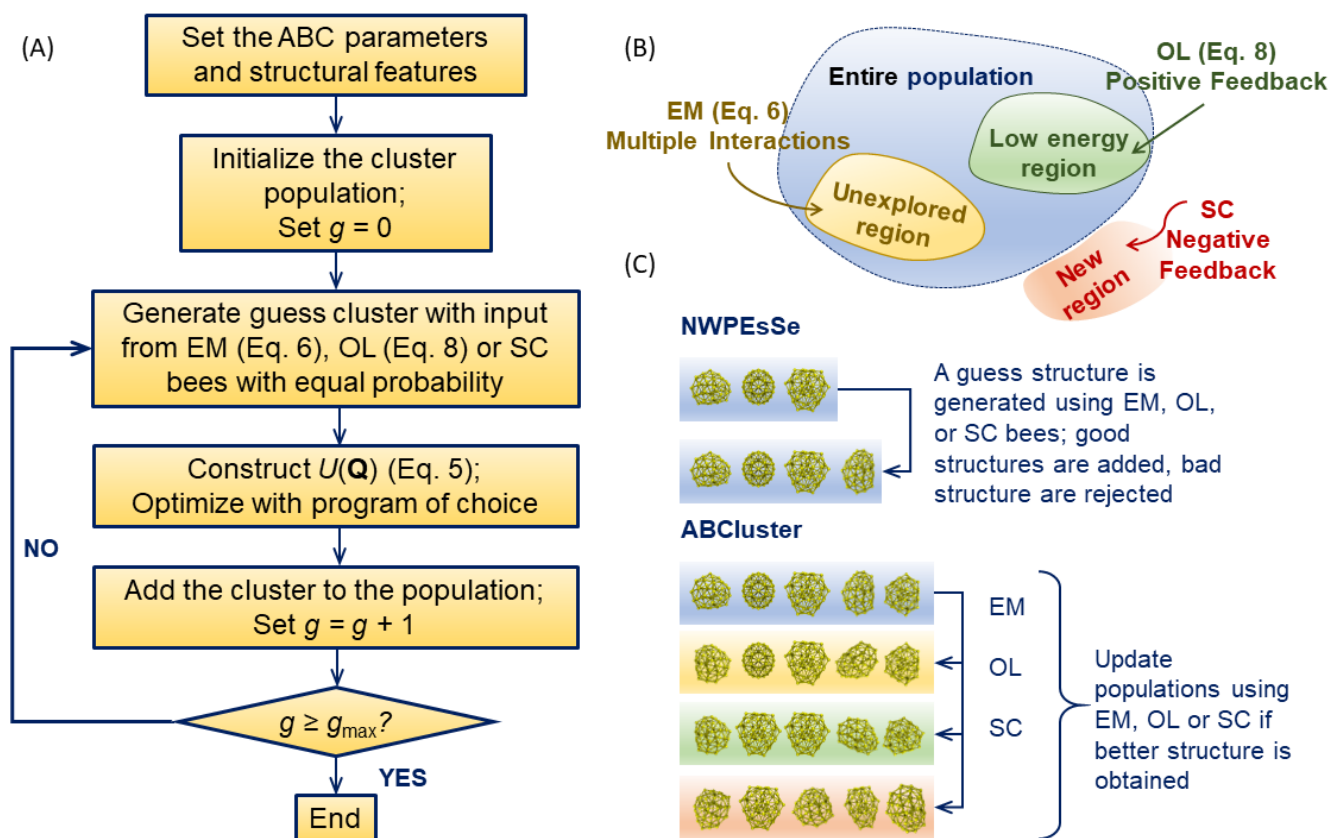 (A)
Set the ABC parameters
and structural features
Initialize the cluster
population;
Set g = 0
Generate guess cluster with input
from EM (Eq. 6), OL (Eq. 8) or SC
bees with equal probability
Construct U(Q) (Eq. 5);
Optimize with program of choice
NO
Add the cluster to the population;
Set g = g + 1
g ≥ gmax?
YES
End
(B)
OL (Eq. 8)
Positive Feedback
Entire population
EM (Eq. 6)
Multiple Interactions
Low energy
region
Unexplored
region
SC
Negative
Feedback
New
region
(C)
NWPEsSe
A guess structure is
generated using EM, OL,
or SC bees; good
structures are added, bad
structure are rejected
ABCluster
EM
OL
SC
Update
populations using
EM, OL or SC if
better structure is
obtained